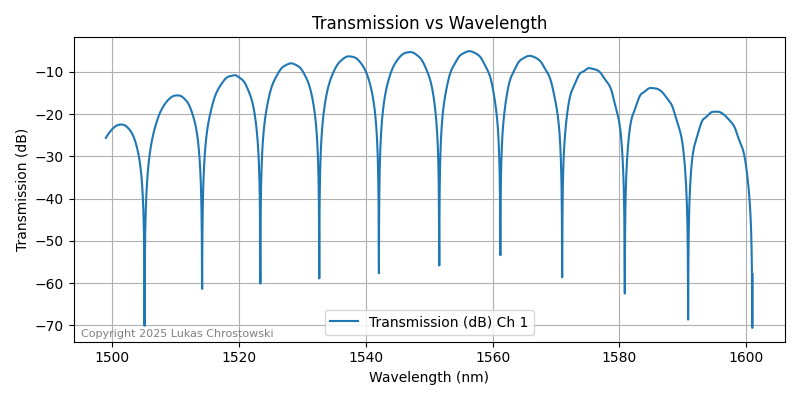 Transmission vs Wavelength
Transmission (dB)
−10
−20
−30
−40
−50
−60
−70
Transmission (dB) Ch 1
Copyright 2025 Lukas Chrostowski
1500 1520 1540 1560 1580 1600
Wavelength (nm)